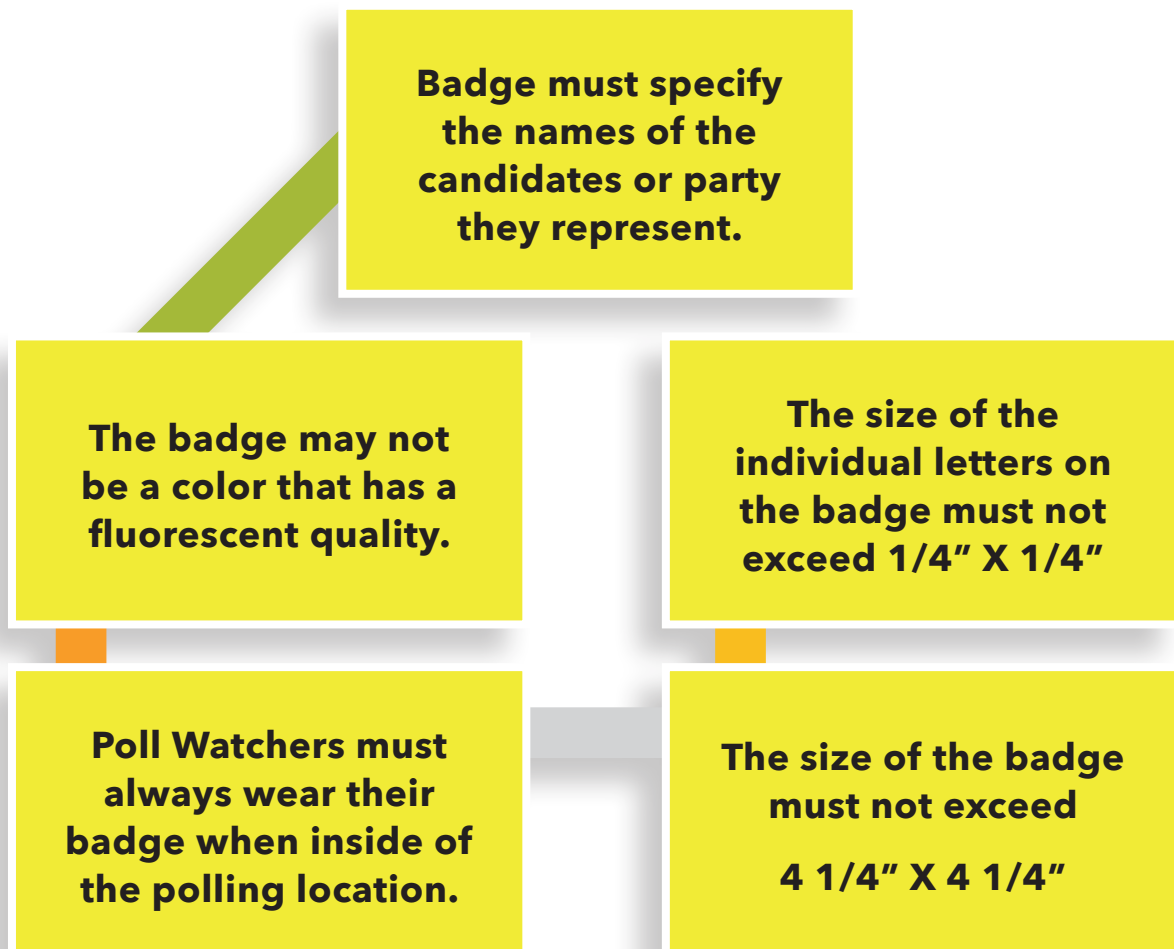 Badge must specify
the names of the
candidates or party
they represent.
The badge may not
be a color that has a
fluorescent quality.
The size of the
individual letters on
the badge must not
exceed 1/4” X 1/4”
Poll Watchers must
always wear their
badge when inside of
the polling location.
The size of the badge
must not exceed
4 1/4” X 4 1/4”